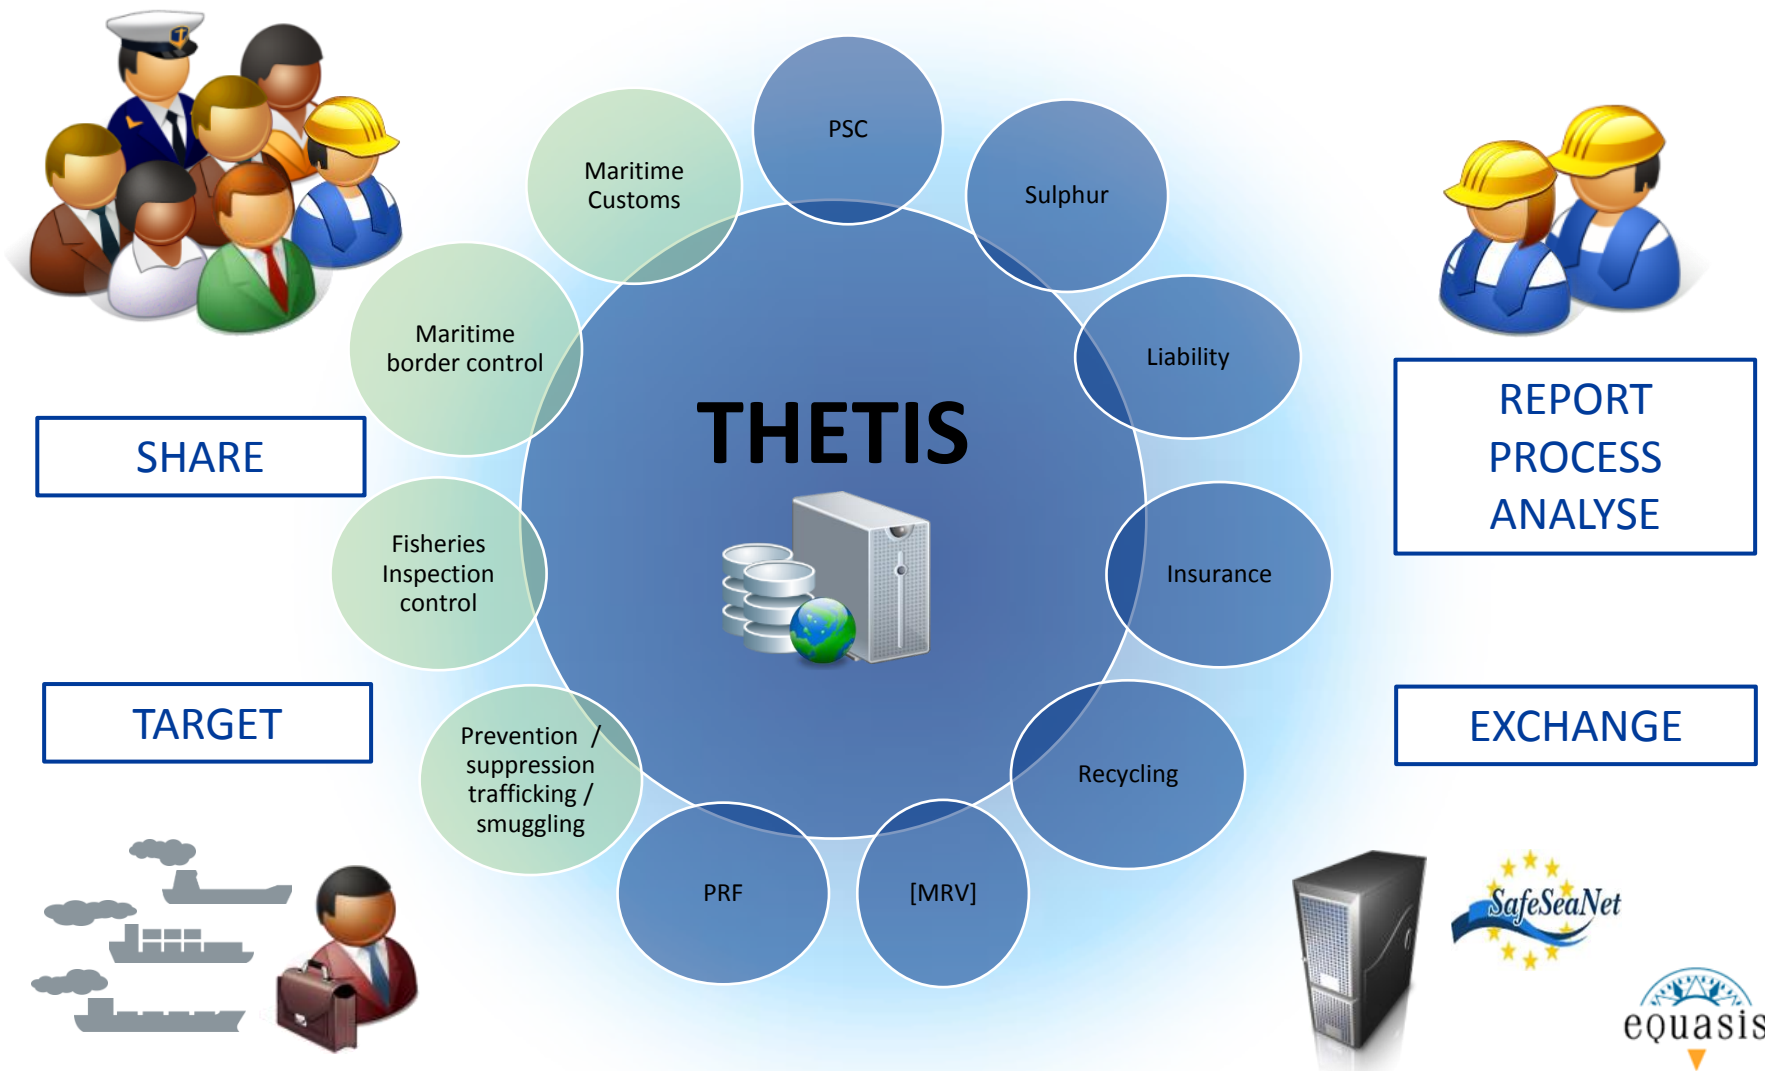 PSC
Sulphur
Liability
Insurance
Recycling
[MRV]
PRF
Prevention /
suppression
trafficking /
smuggling
Fisheries
Inspection
control
Maritime
border control
Maritime
Customs
THETIS
SHARE
TARGET
REPORT
PROCESS
ANALYSE
EXCHANGE
SafeSeaNet
equasis